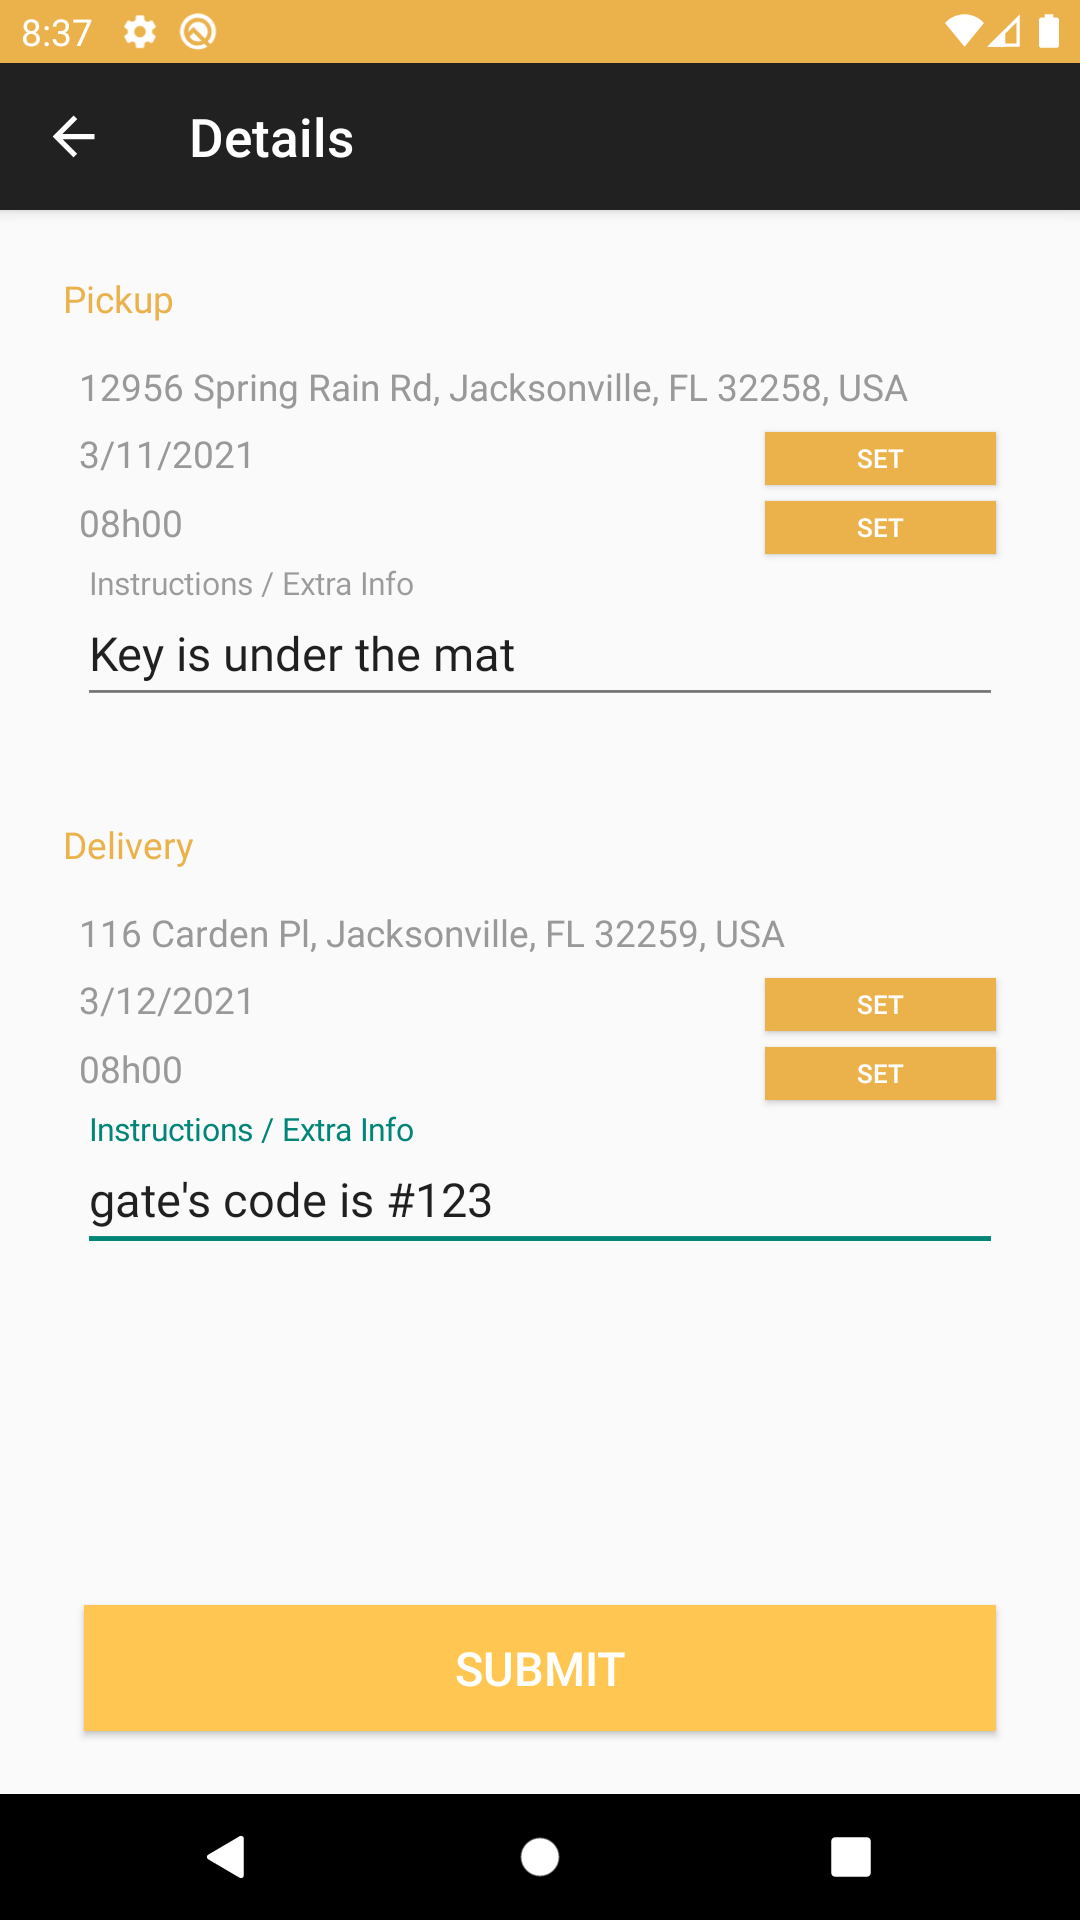 8:37
Details
Pickup
12956 Spring Rain Rd, Jacksonville, FL 32258, USA
3/11/2021
SET
08h00
SET
Instructions / Extra Info
Key is under the mat
Delivery
116 Carden Pl, Jacksonville, FL 32259, USA
3/12/2021
SET
08h00
SET
Instructions / Extra Info
gate's code is #123
SUBMIT